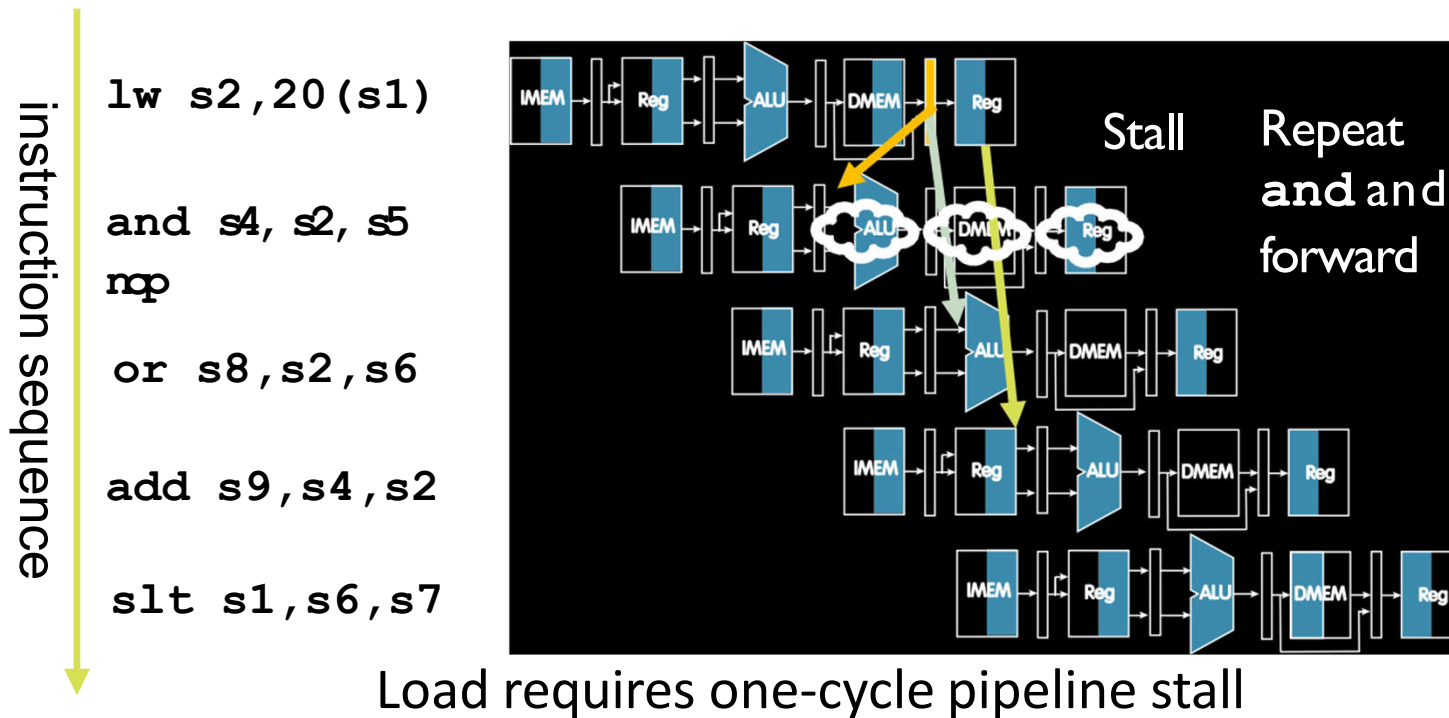 instruction sequence
lw s2,20(s1)
and s4, s2, s5
nop
or s8,s2,s6
add s9,s4,s2
slt s1,s6,s7
IMEM Reg ALU DMEM Reg
Stall
Repeat
and and
forward
IMEM Reg ALU DMEM Reg
IMEM Reg ALU DMEM Reg
IMEM Reg ALU DMEM Reg
IMEM Reg ALU DMEM Reg
Load requires one-cycle pipeline stall